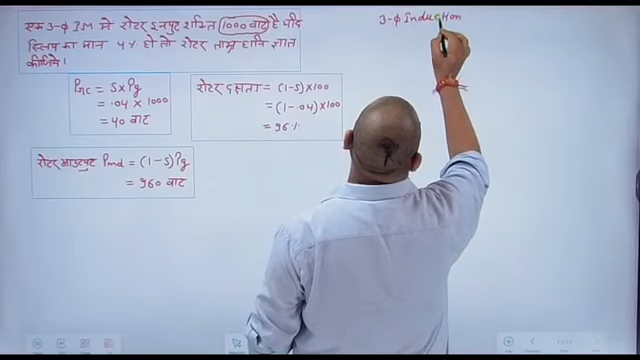 एक 3-ϕ IM मे रोटर इनपुट शक्ति 1000 वाट है यदि
स्लिप का मान 4% हो तो रोटर ताम्र हानि ज्ञात
कीजिये।
3-ϕ Induction
Prc = S×Pg
= .04 × 1000
= 40 वाट
रोटर दक्षता = (1-S)×100
= (1-.04)×100
= 96%
रोटर आउटपुट Pmd = (1-S)Pg
= 960 वाट